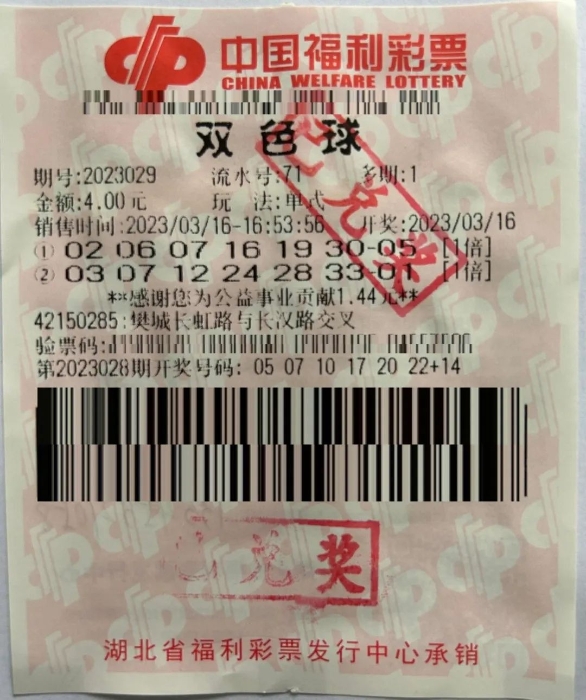 中国福利彩票
CHINA WELFARE LOTTERY
双色球
期号:2023029 流水号:71 多期:1
金额:4.00元 玩 法:单式
销售时间:2023/03/16-16:53:56 开奖:2023/03/16
① 02 06 07 16 19 30-05 [1倍]
② 03 07 12 24 28 33-01 [1倍]
**感谢您为公益事业贡献1.44元**
42150285:樊城长虹路与长汉路交叉
验票码:
第2023028期开奖号码: 05 07 10 17 20 22+14
已兑奖
已兑奖
湖北省福利彩票发行中心承销